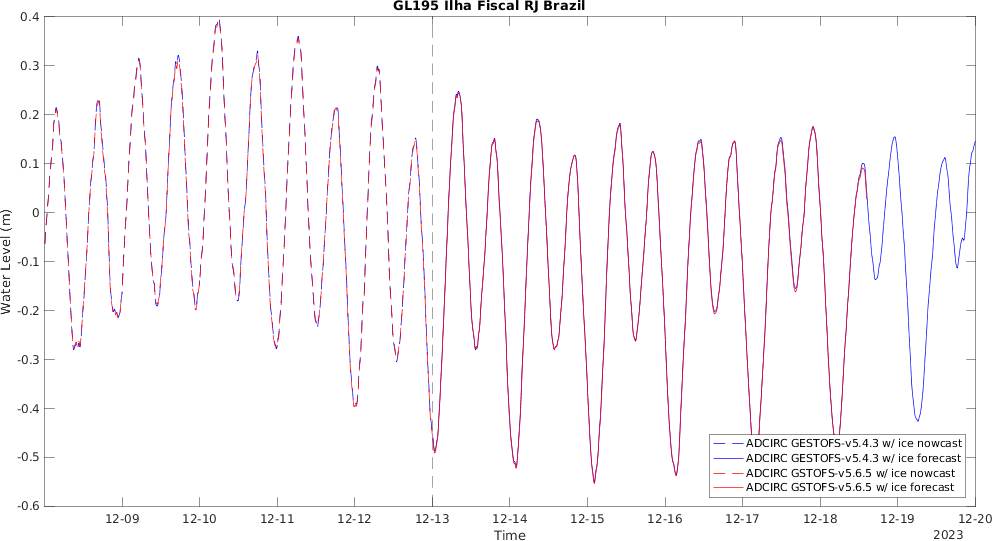 GL195 Ilha Fiscal RJ Brazil
0.4
0.3
0.2
0.1
0
-0.1
-0.2
-0.3
-0.4
-0.5
-0.6
Water Level (m)
ADCIRC GESTOFS-v5.4.3 w/ ice nowcast
ADCIRC GESTOFS-v5.4.3 w/ ice forecast
ADCIRC GSTOFS-v5.6.5 w/ ice nowcast
ADCIRC GSTOFS-v5.6.5 w/ ice forecast
12-09 12-10 12-11 12-12 12-13 12-14 12-15 12-16 12-17 12-18 12-19 12-20
Time
2023